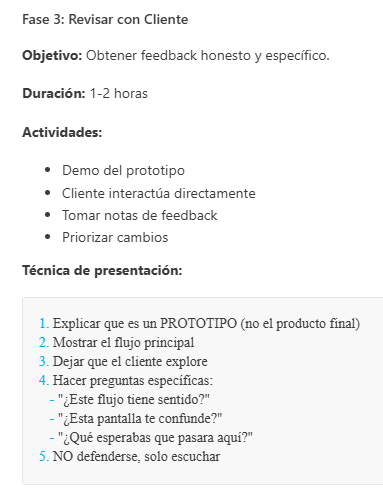 Fase 3: Revisar con Cliente
Objetivo: Obtener feedback honesto y específico.
Duración: 1-2 horas
Actividades:
• Demo del prototipo
• Cliente interactúa directamente
• Tomar notas de feedback
• Priorizar cambios
Técnica de presentación:
1. Explicar que es un PROTOTIPO (no el producto final)
2. Mostrar el flujo principal
3. Dejar que el cliente explore
4. Hacer preguntas específicas:
- "¿Este flujo tiene sentido?"
- "¿Esta pantalla te confunde?"
- "¿Qué esperabas que pasara aquí?"
5. NO defenderse, solo escuchar